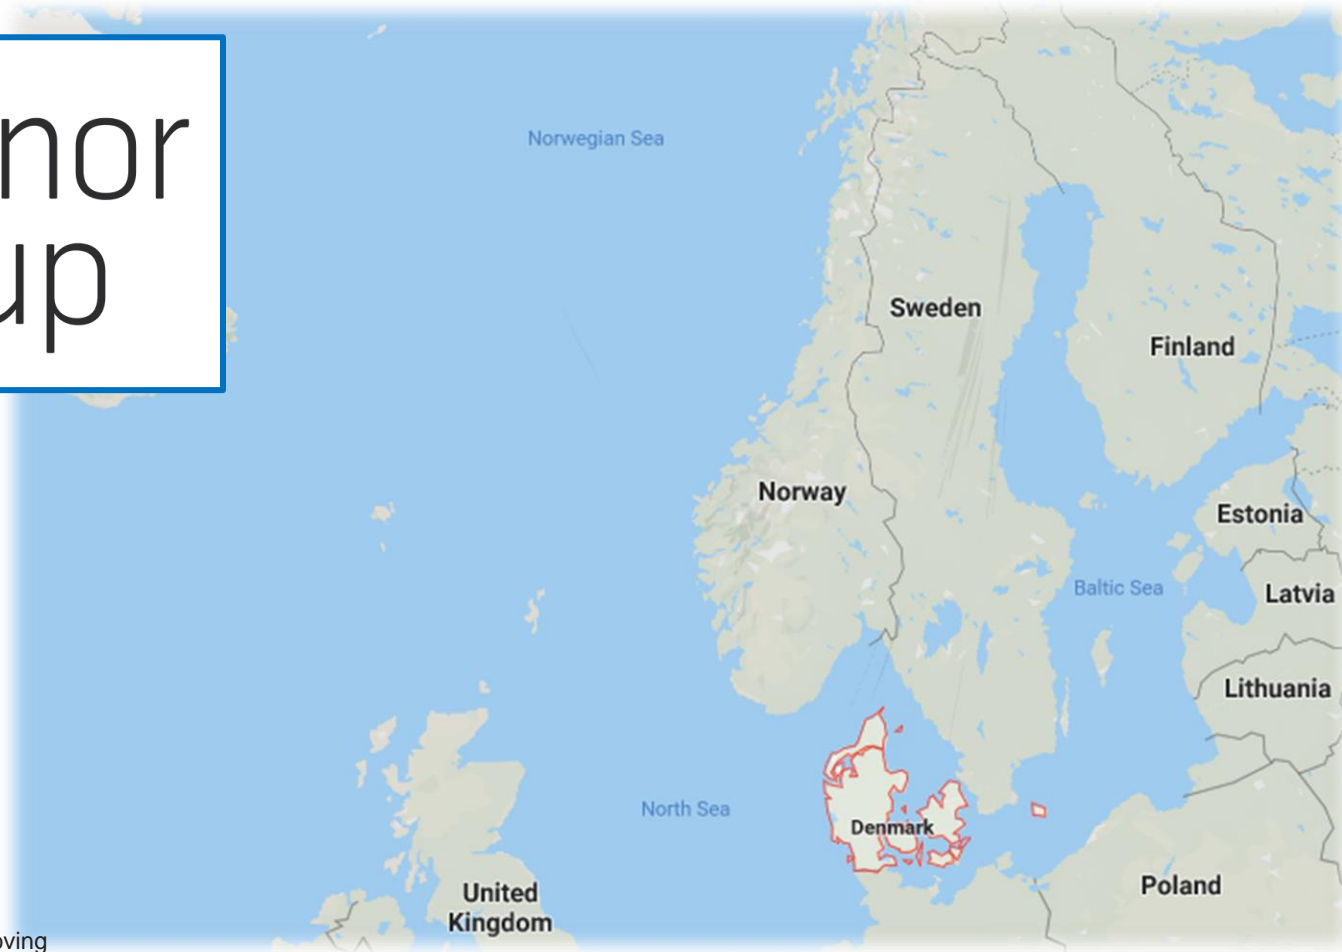 nor
up
Norwegian Sea
Sweden
Finland
Norway
Estonia
Baltic Sea
Latvia
Lithuania
North Sea
Denmark
Poland
United
Kingdom
oving